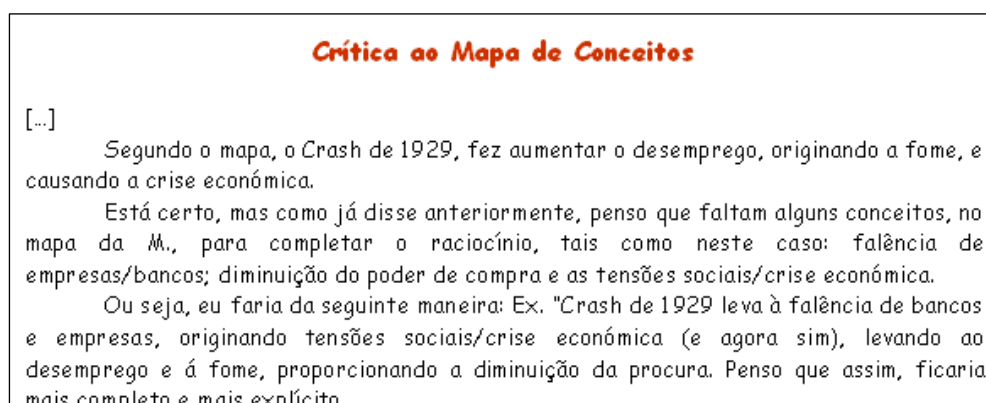 Crítica ao Mapa de Conceitos
[...]
Segundo o mapa, o Crash de 1929, fez aumentar o desemprego, originando a fome, e
causando a crise económica.
Está certo, mas como já disse anteriormente, penso que faltam alguns conceitos, no
mapa da M., para completar o raciocínio, tais como neste caso: falência de
empresas/bancos; diminuição do poder de compra e as tensões sociais/crise económica.
Ou seja, eu faria da seguinte maneira: Ex. "Crash de 1929 leva à falência de bancos
e empresas, originando tensões sociais/crise económica (e agora sim), levando ao
desemprego e á fome, proporcionando a diminuição da procura. Penso que assim, ficaria
mais completo e mais explícito